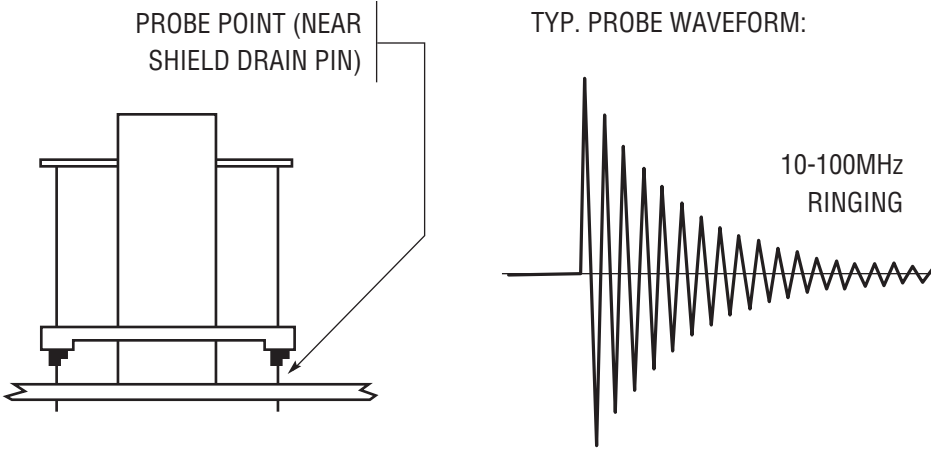 PROBE POINT (NEAR
SHIELD DRAIN PIN)
TYP. PROBE WAVEFORM:
10-100MHz
RINGING